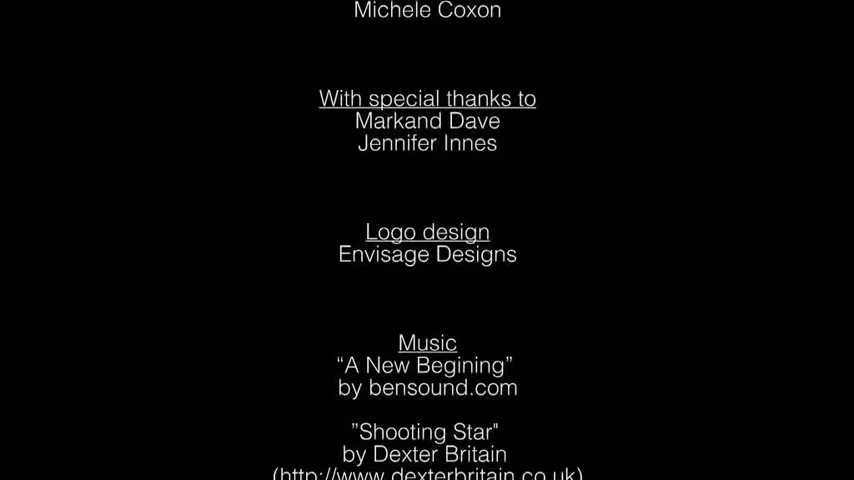 Michele Coxon
With special thanks to
Markand Dave
Jennifer Innes
Logo design
Envisage Designs
Music
“A New Begining”
by bensound.com
”Shooting Star"
by Dexter Britain
(http://www.dexterbritain.co.uk)